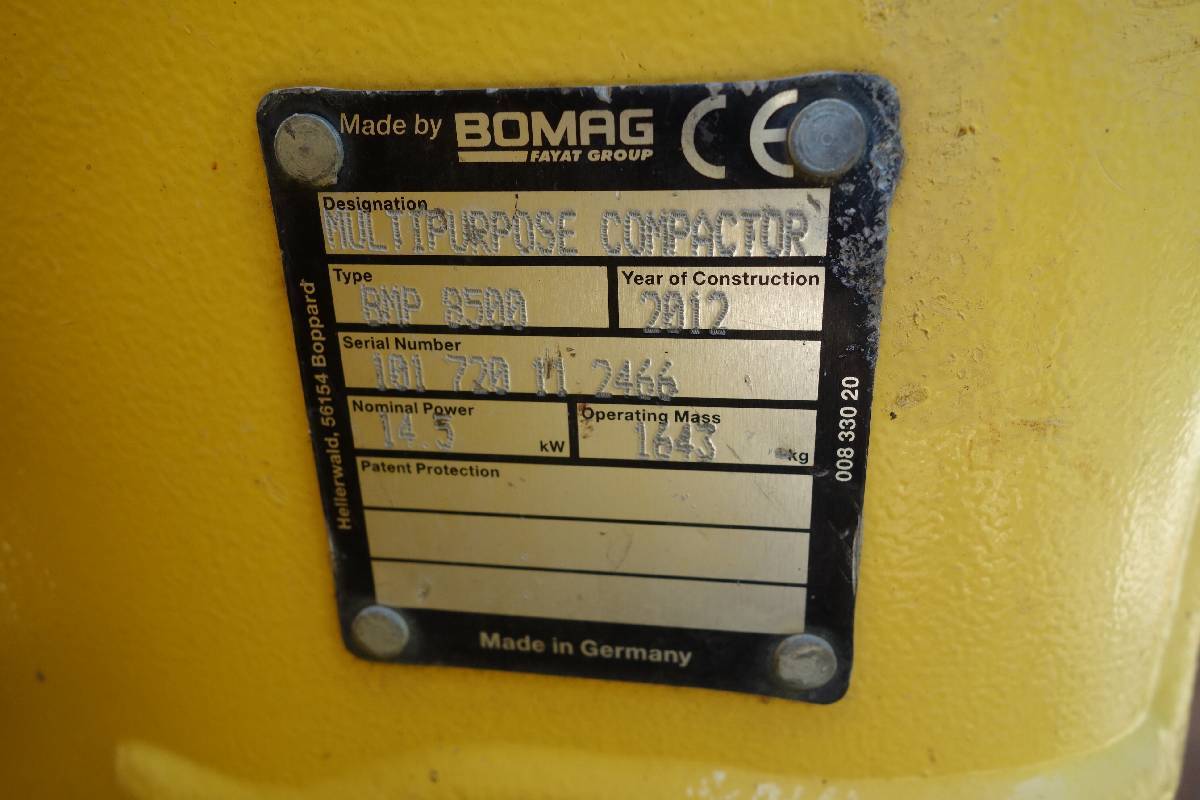 Made by BOMAG CE
FAYAT GROUP
Designation
MULTIPURPOSE COMPACTOR
Type
BMP 8500
Year of Construction
2012
Serial Number
101 720 11 2466
Nominal Power
14.5 kW
Operating Mass
1643 kg
Patent Protection
Made in Germany
Hellerwald, 56154 Boppard
008 330 20